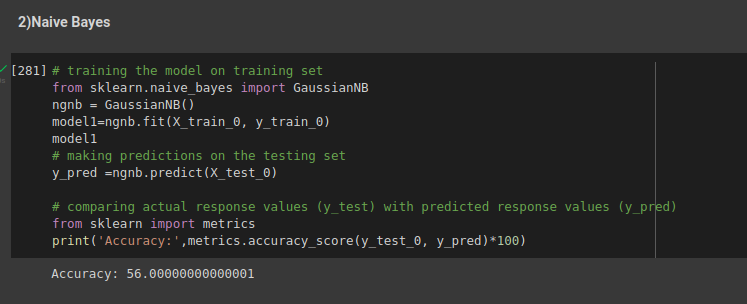 2)Naive Bayes
[281] # training the model on training set
from sklearn.naive_bayes import GaussianNB
ngnb = GaussianNB()
model1=ngnb.fit(X_train_0, y_train_0)
model1
# making predictions on the testing set
y_pred =ngnb.predict(X_test_0)
# comparing actual response values (y_test) with predicted response values (y_pred)
from sklearn import metrics
print('Accuracy:',metrics.accuracy_score(y_test_0, y_pred)*100)
Accuracy: 56.00000000000001